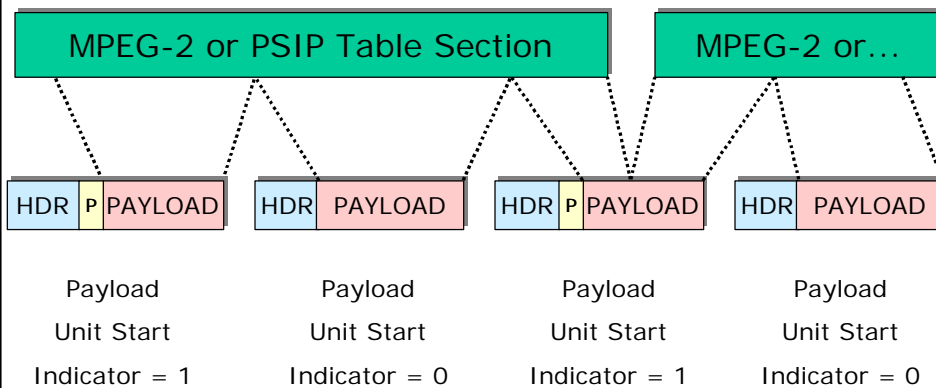 MPEG-2 or PSIP Table Section
MPEG-2 or...
HDR P PAYLOAD
HDR PAYLOAD
HDR P PAYLOAD
HDR PAYLOAD
Payload
Unit Start
Indicator = 1
Payload
Unit Start
Indicator = 0
Payload
Unit Start
Indicator = 1
Payload
Unit Start
Indicator = 0